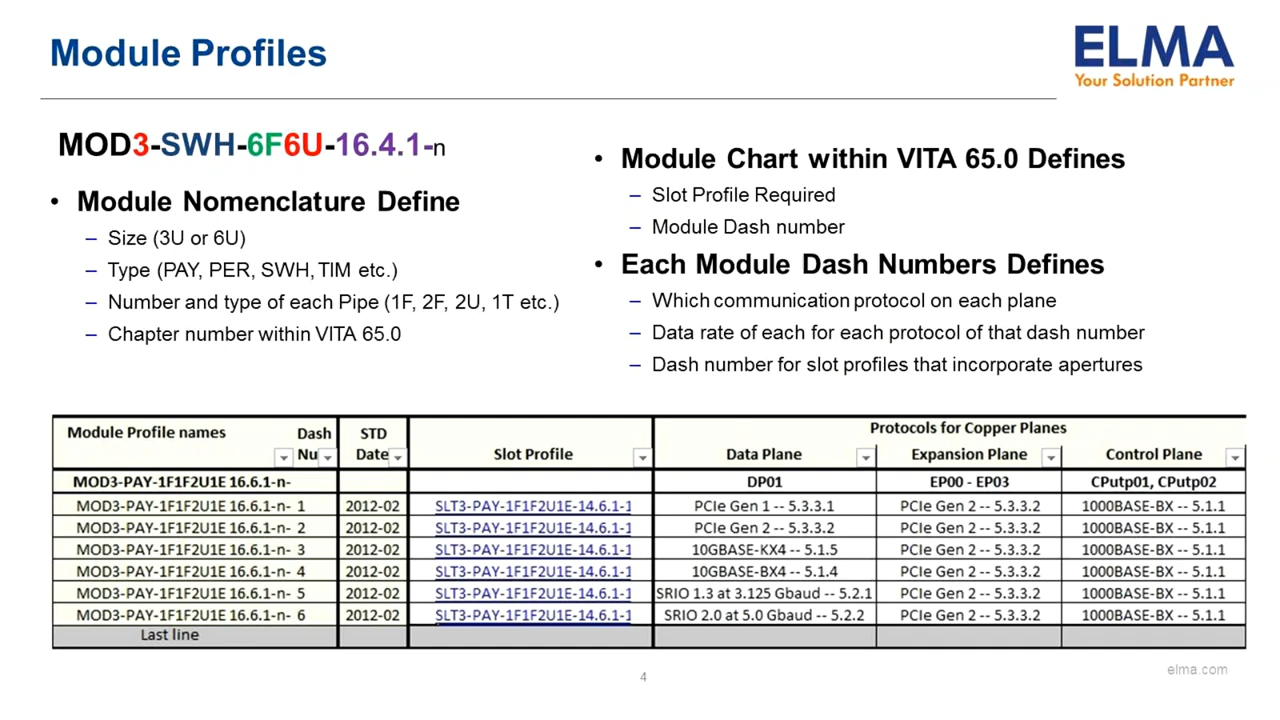 Module Profiles
ELMA
Your Solution Partner
MOD3-SWH-6F6U-16.4.1-n
• Module Nomenclature Define
– Size (3U or 6U)
– Type (PAY, PER, SWH, TIM etc.)
– Number and type of each Pipe (1F, 2F, 2U, 1T etc.)
– Chapter number within VITA 65.0
• Module Chart within VITA 65.0 Defines
– Slot Profile Required
– Module Dash number
• Each Module Dash Numbers Defines
– Which communication protocol on each plane
– Data rate of each for each protocol of that dash number
– Dash number for slot profiles that incorporate apertures
Module Profile names Dash Nu STD Date Slot Profile Protocols for Copper Planes
Data Plane Expansion Plane Control Plane
MOD3-PAY-1F1F2U1E 16.6.1-n- DP01 EP00 - EP03 CPutp01, CPutp02
MOD3-PAY-1F1F2U1E 16.6.1-n- 1 2012-02 SLT3-PAY-1F1F2U1E-14.6.1-1 PCIe Gen 1 -- 5.3.3.1 PCIe Gen 2 -- 5.3.3.2 1000BASE-BX -- 5.1.1
MOD3-PAY-1F1F2U1E 16.6.1-n- 2 2012-02 SLT3-PAY-1F1F2U1E-14.6.1-1 PCIe Gen 2 -- 5.3.3.2 PCIe Gen 2 -- 5.3.3.2 1000BASE-BX -- 5.1.1
MOD3-PAY-1F1F2U1E 16.6.1-n- 3 2012-02 SLT3-PAY-1F1F2U1E-14.6.1-1 10GBASE-KX4 -- 5.1.5 PCIe Gen 2 -- 5.3.3.2 1000BASE-BX -- 5.1.1
MOD3-PAY-1F1F2U1E 16.6.1-n- 4 2012-02 SLT3-PAY-1F1F2U1E-14.6.1-1 10GBASE-BX4 -- 5.1.4 PCIe Gen 2 -- 5.3.3.2 1000BASE-BX -- 5.1.1
MOD3-PAY-1F1F2U1E 16.6.1-n- 5 2012-02 SLT3-PAY-1F1F2U1E-14.6.1-1 SRIO 1.3 at 3.125 Gbaud -- 5.2.1 PCIe Gen 2 -- 5.3.3.2 1000BASE-BX -- 5.1.1
MOD3-PAY-1F1F2U1E 16.6.1-n- 6 2012-02 SLT3-PAY-1F1F2U1E-14.6.1-1 SRIO 2.0 at 5.0 Gbaud -- 5.2.2 PCIe Gen 2 -- 5.3.3.2 1000BASE-BX -- 5.1.1
Last line
4
elma.com